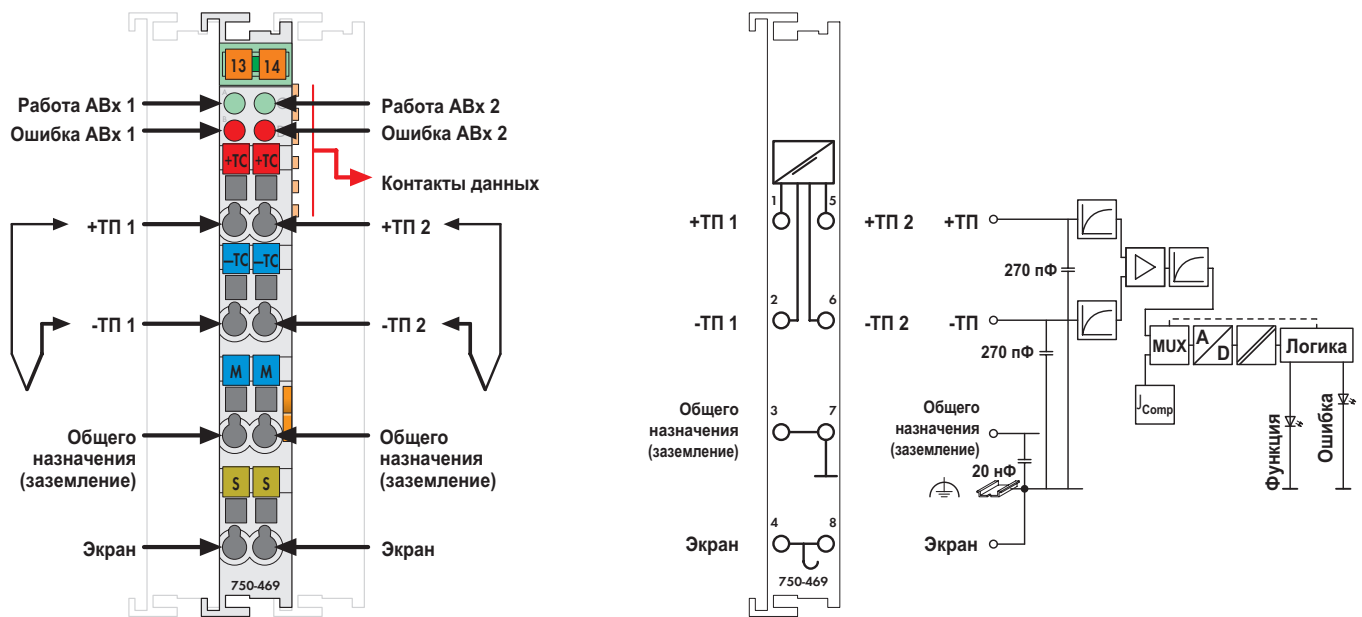 13 14
Работа АВх 1
Работа АВх 2
Ошибка АВх 1
Ошибка АВх 2
+TC +TC
Контакты данных
+ТП 1
+ТП 2
–TC –TC
-ТП 1
-ТП 2
M M
Общего
назначения
(заземление)
Общего
назначения
(заземление)
S S
Экран
Экран
750-469
1 5
+ТП 1
+ТП 2
2 6
-ТП 1
-ТП 2
3 7
Общего
назначения
(заземление)
4 8
Экран
750-469
+ТП
270 пФ
-ТП
270 пФ
MUX
A
D
Логика
JComp
Общего
назначения
(заземление)
20 нФ
Функция
Ошибка
Экран